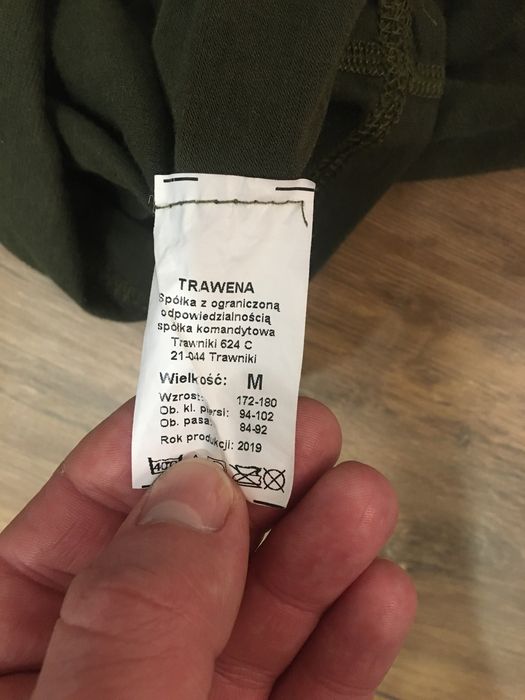 TRAWENA
Spółka z ograniczoną
odpowiedzialnością
spółka komandytowa
Trawniki 624 C
21-044 Trawniki
Wielkość: M
Wzrost: 172-180
Ob. kl. piersi: 94-102
Ob. pasa: 84-92
Rok produkcji: 2019